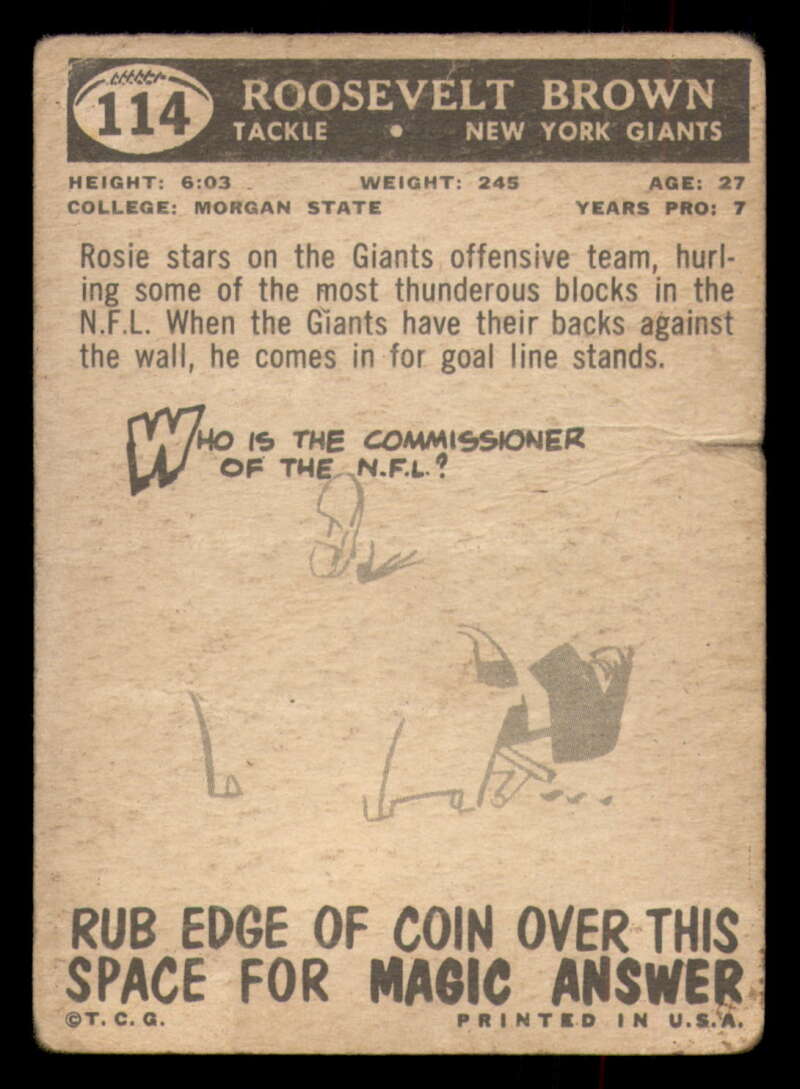 114
ROOSEVELT BROWN
TACKLE • NEW YORK GIANTS
HEIGHT: 6:03 WEIGHT: 245 AGE: 27
COLLEGE: MORGAN STATE YEARS PRO: 7
Rosie stars on the Giants offensive team, hurl-
ing some of the most thunderous blocks in the
N.F.L. When the Giants have their backs against
the wall, he comes in for goal line stands.
WHO IS THE COMMISSIONER
OF THE N.F.L.?
RUB EDGE OF COIN OVER THIS
SPACE FOR MAGIC ANSWER
©T.C.G. PRINTED IN U.S.A.